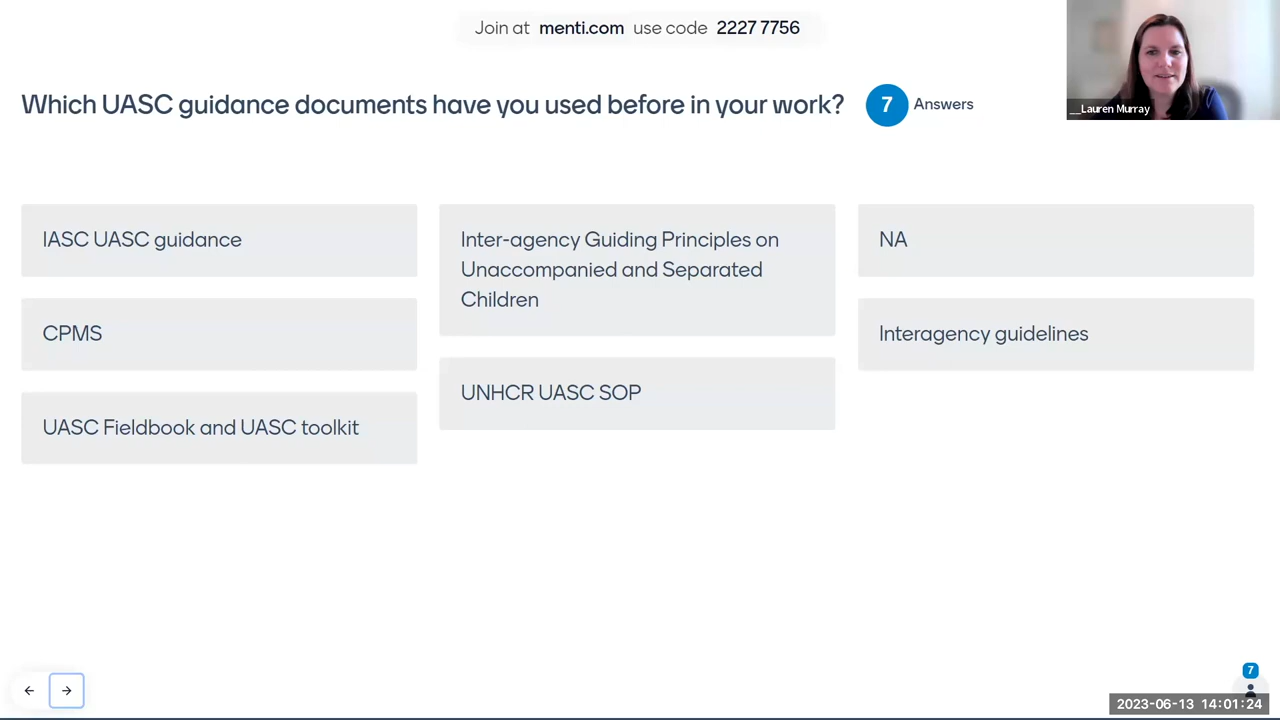 Join at menti.com use code 2227 7756
Which UASC guidance documents have you used before in your work?
7 Answers
__Lauren Murray
IASC UASC guidance
CPMS
UASC Fieldbook and UASC toolkit
Inter-agency Guiding Principles on
Unaccompanied and Separated
Children
UNHCR UASC SOP
NA
Interagency guidelines
7
2023-06-13 14:01:24